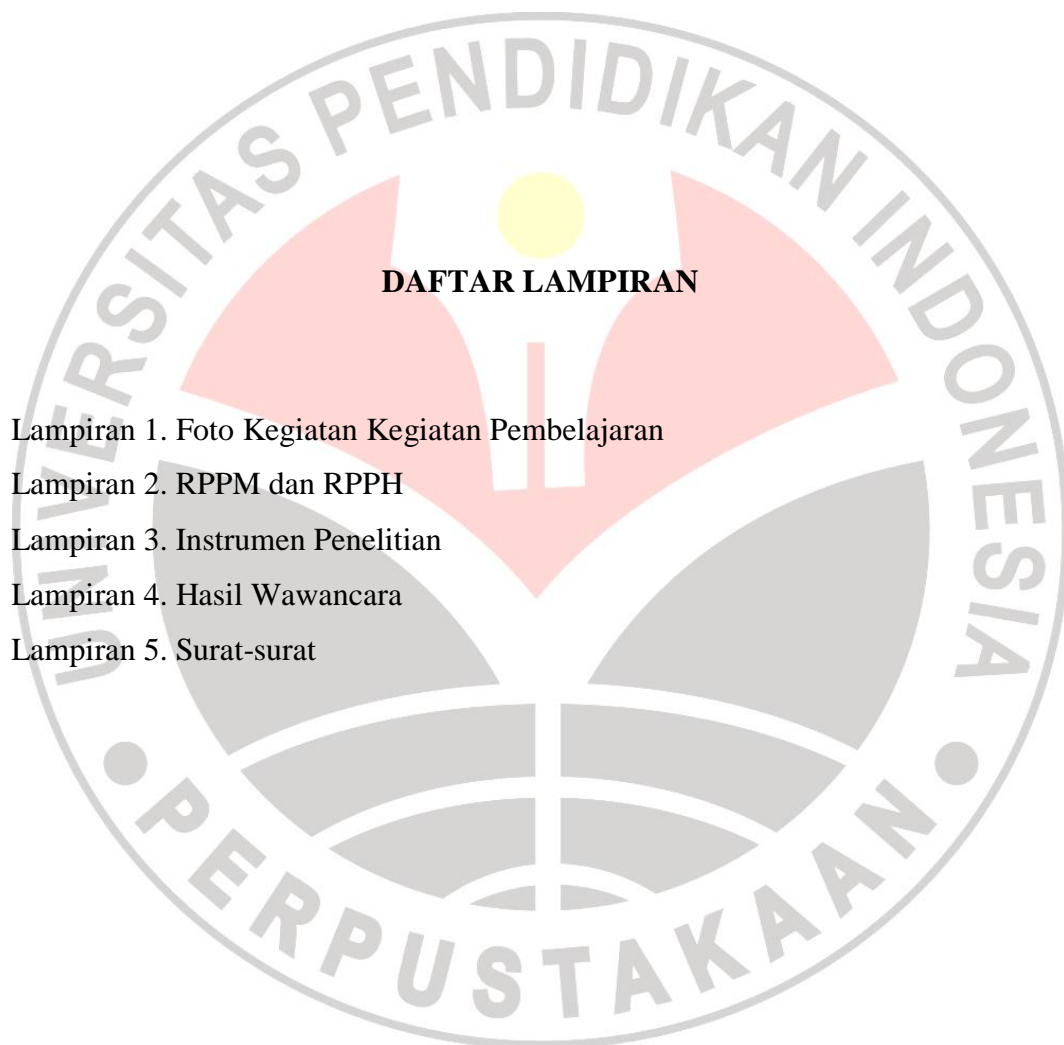 UNIVERSITAS PENDIDIKAN INDONESIA
DAFTAR LAMPIRAN
Lampiran 1. Foto Kegiatan Kegiatan Pembelajaran
Lampiran 2. RPPM dan RPPH
Lampiran 3. Instrumen Penelitian
Lampiran 4. Hasil Wawancara
Lampiran 5. Surat-surat
PERPUSTAKAAN